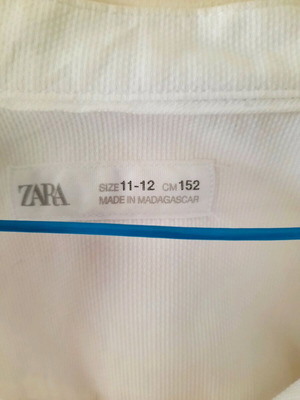 ZARA
SIZE 11-12 CM 152
MADE IN MADAGASCAR